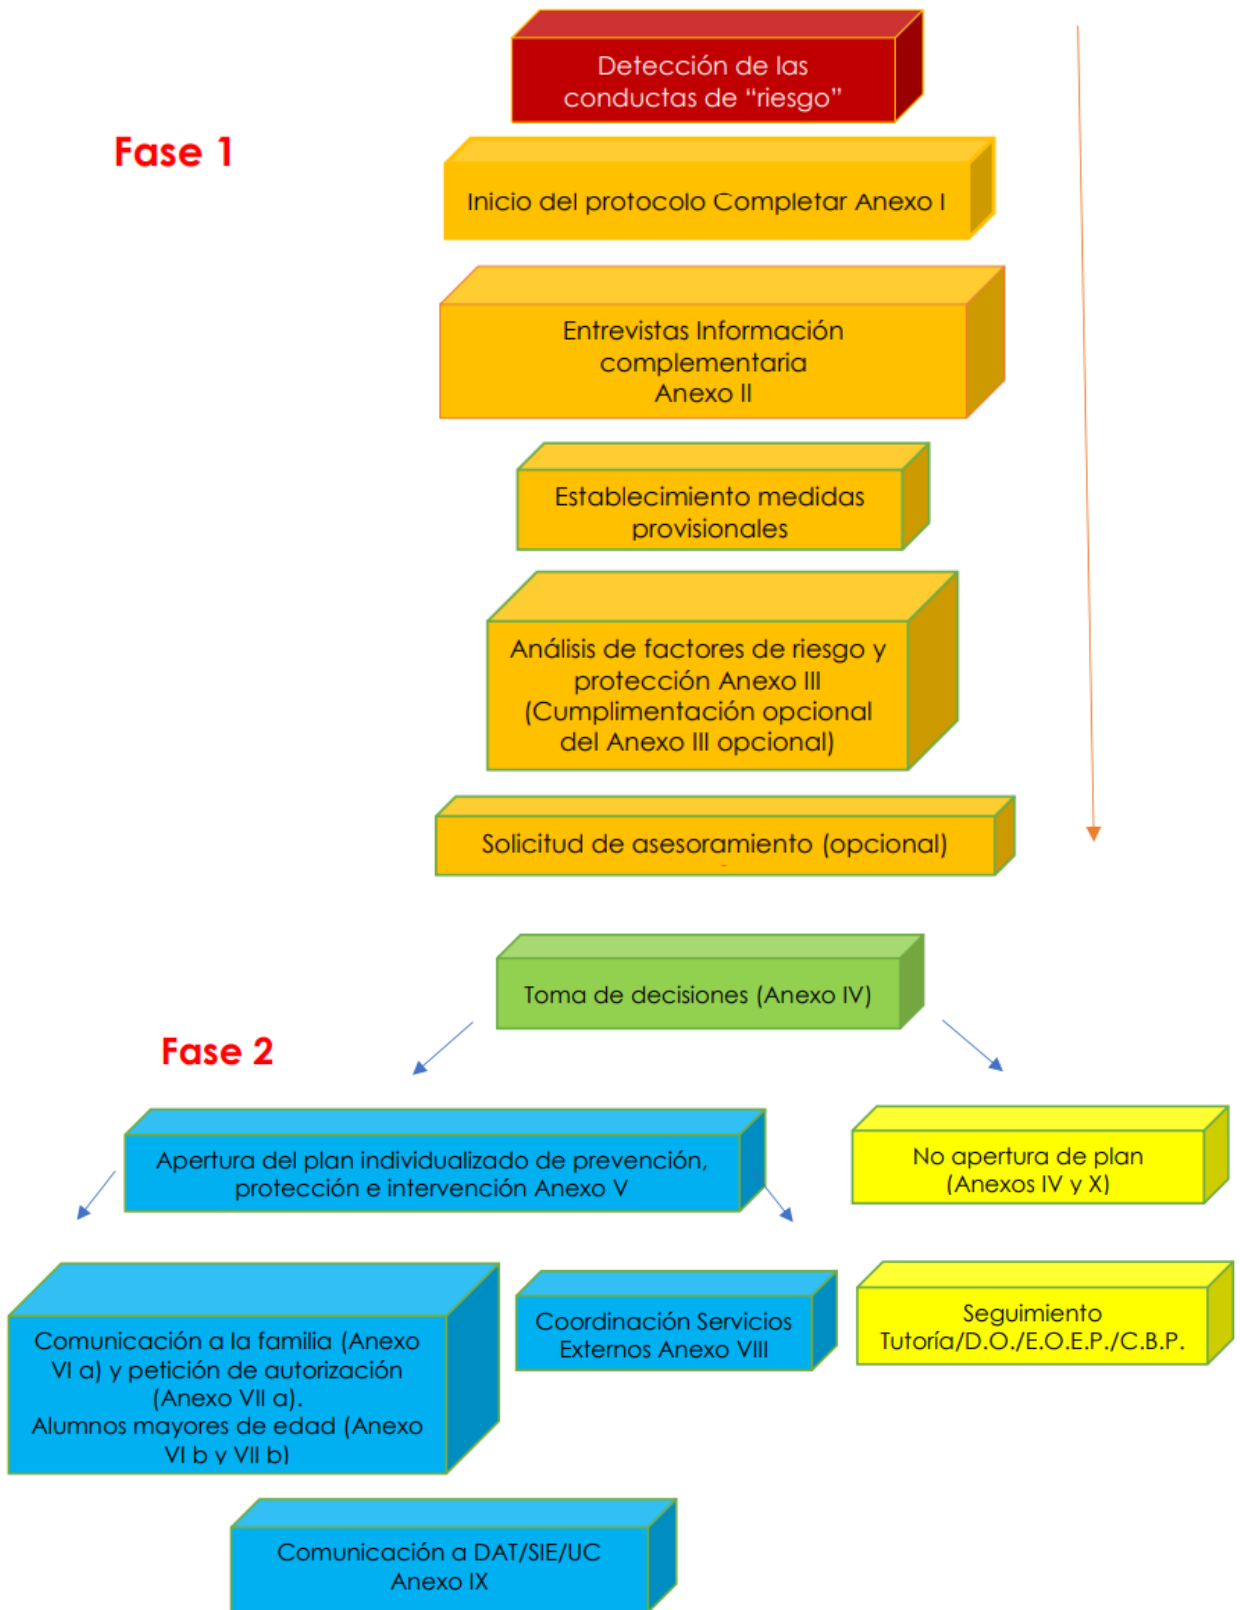 Detección de las
conductas de “riesgo”
Fase 1
Inicio del protocolo Completar Anexo I
Entrevistas Información
complementaria
Anexo II
Establecimiento medidas
provisionales
Análisis de factores de riesgo y
protección Anexo III
(Cumplimentación opcional
del Anexo III opcional)
Solicitud de asesoramiento (opcional)
Toma de decisiones (Anexo IV)
Fase 2
Apertura del plan individualizado de prevención,
protección e intervención Anexo V
No apertura de plan
(Anexos IV y X)
Comunicación a la familia (Anexo
VI a) y petición de autorización
(Anexo VII a).
Alumnos mayores de edad (Anexo
VI b y VII b)
Coordinación Servicios
Externos Anexo VIII
Seguimiento
Tutoría/D.O./E.O.E.P./C.B.P.
Comunicación a DAT/SIE/UC
Anexo IX